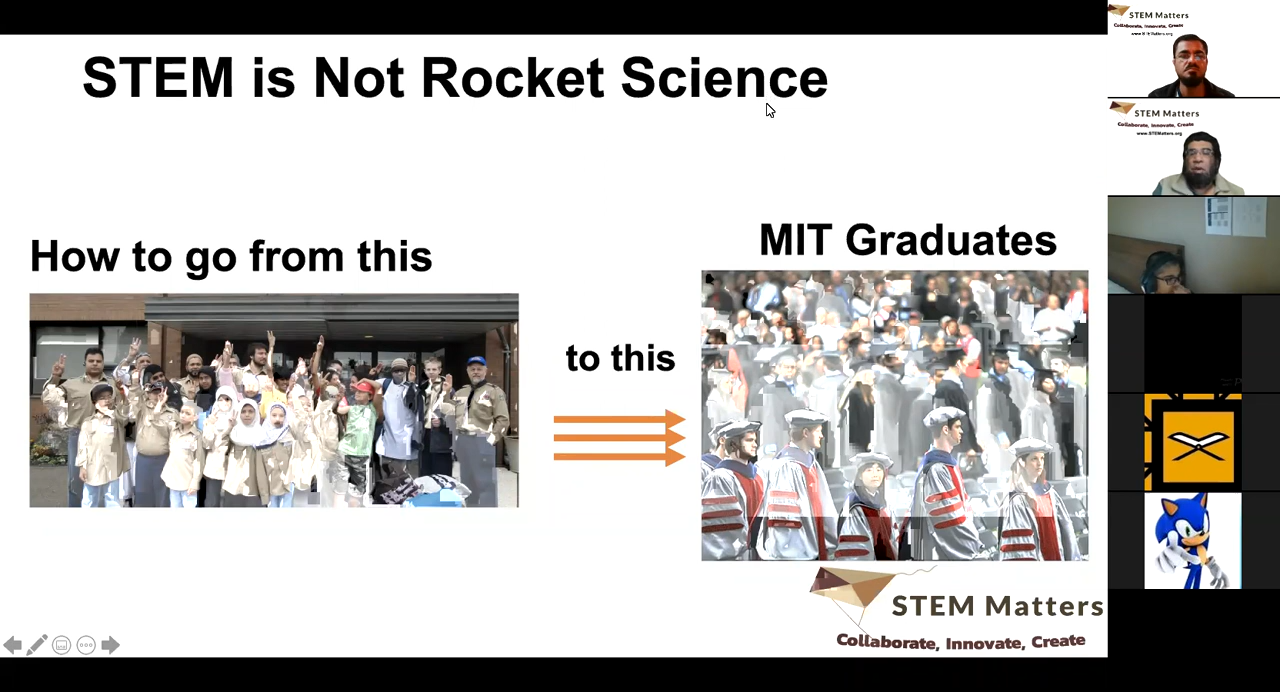 STEM is Not Rocket Science
How to go from this
to this
MIT Graduates
STEM Matters
Collaborate, Innovate, Create
STEM Matters
Collaborate, Innovate, Create
STEM Matters
Collaborate, Innovate, Create
www.STEMatters.org